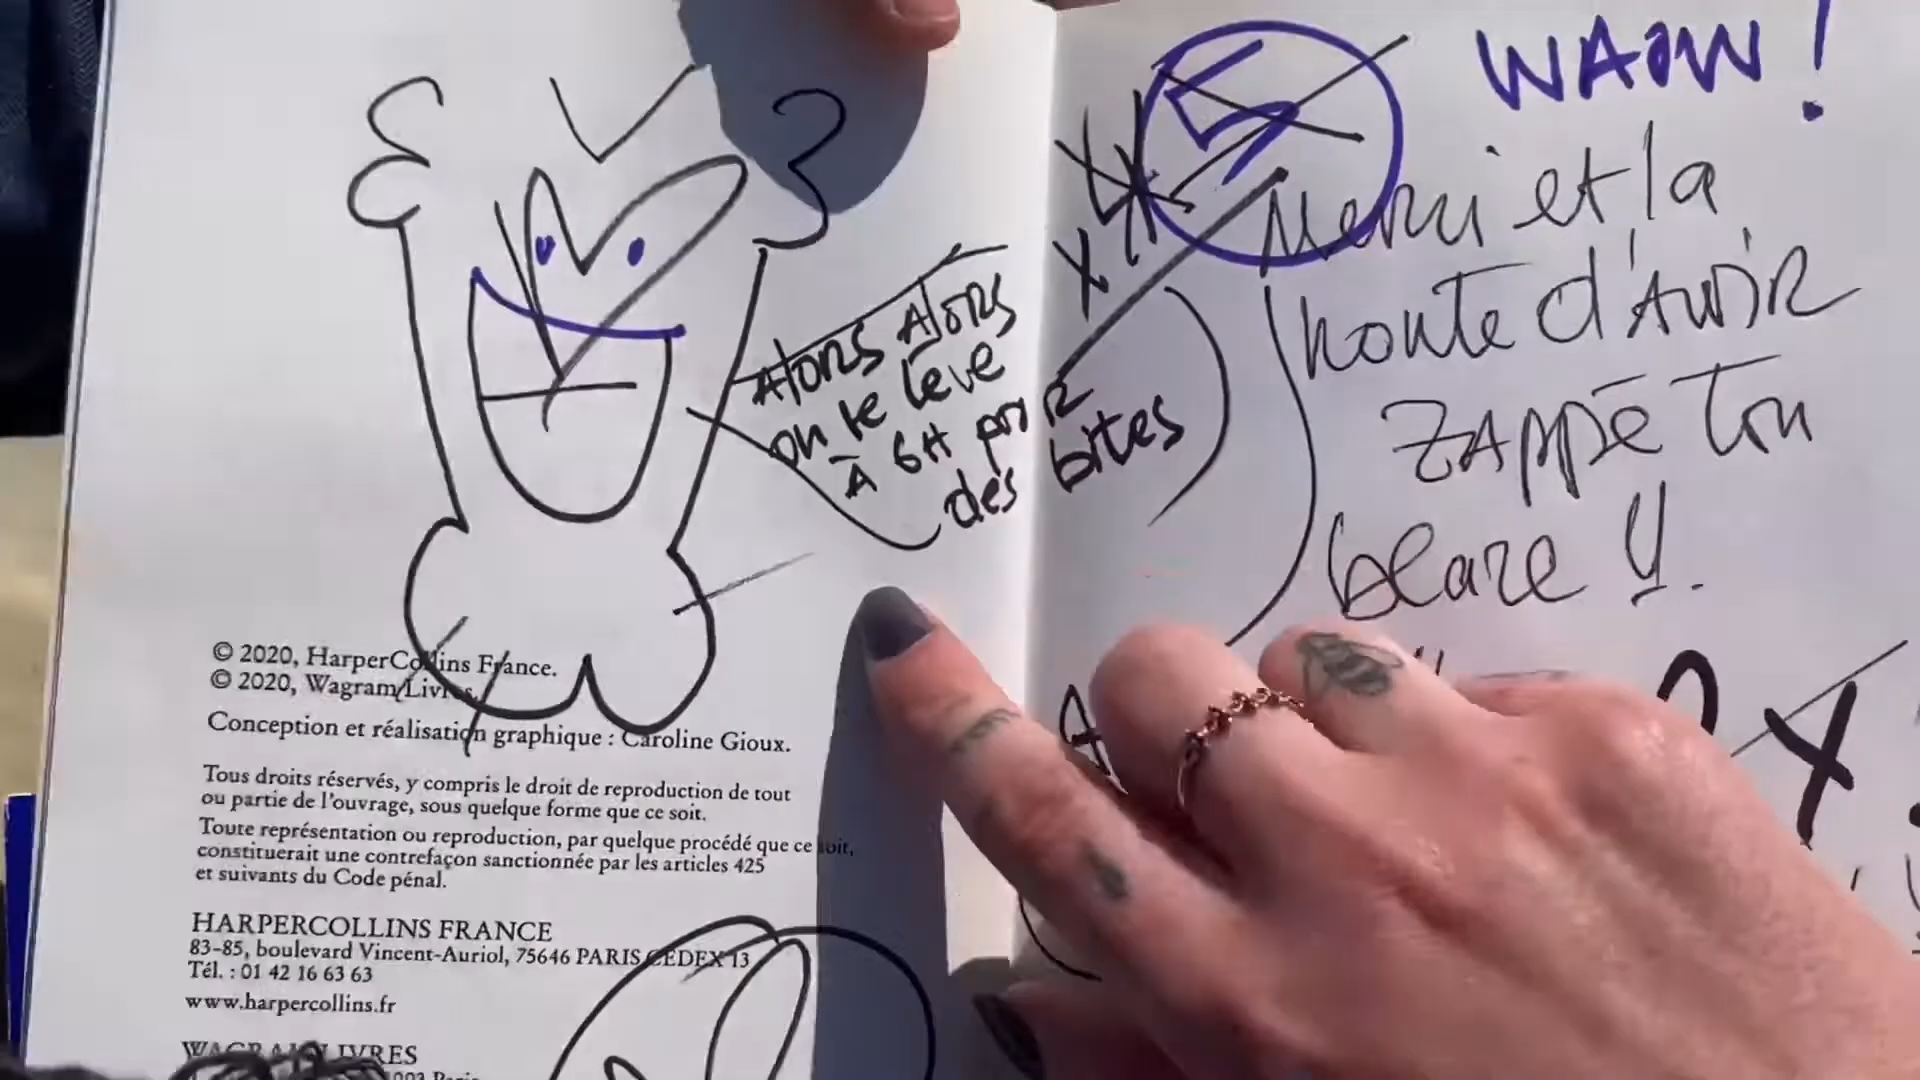 WAOW !
Merci et la
honte d'avoir
zappé ton
blaze !!.
Alors Alors
on se lève
à 6H pour
des bites
© 2020, HarperCollins France.
© 2020, Wagram Livres.
Conception et réalisation graphique : Caroline Gioux.
Tous droits réservés, y compris le droit de reproduction de tout
ou partie de l'ouvrage, sous quelque forme que ce soit.
Toute représentation ou reproduction, par quelque procédé que ce soit,
constituerait une contrefaçon sanctionnée par les articles 425
et suivants du Code pénal.
HARPERCOLLINS FRANCE
83-85, boulevard Vincent-Auriol, 75646 PARIS CEDEX 13
Tél. : 01 42 16 63 63
www.harpercollins.fr
WAGRAM LIVRES